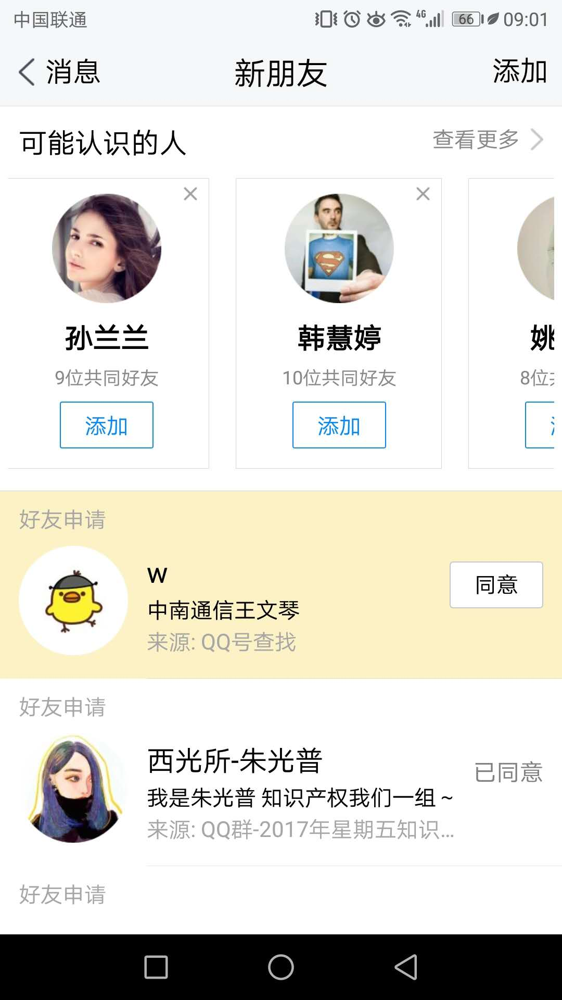 中国联通 4G 66 09:01
消息 新朋友 添加
可能认识的人 查看更多
孙兰兰 韩慧婷 姚
9位共同好友 10位共同好友 8位
添加 添加
好友申请
w
同意
中南通信王文琴
来源: QQ号查找
好友申请
西光所-朱光普
已同意
我是朱光普 知识产权我们一组 ~
来源: QQ群-2017年星期五知识...
好友申请